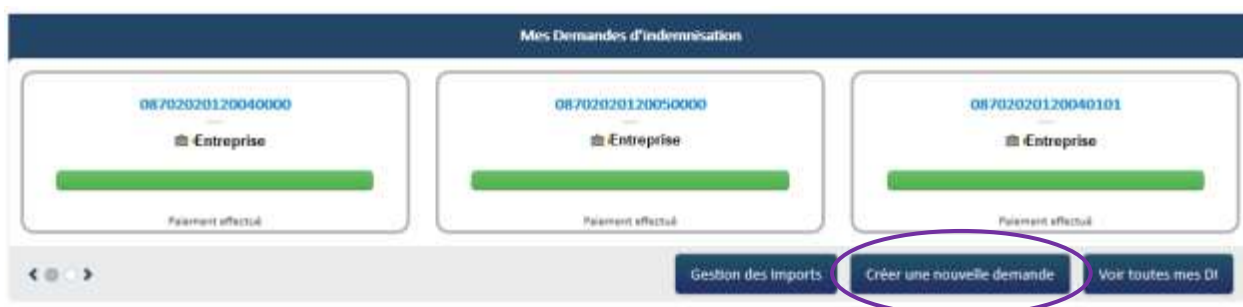 Mes Demandes d'indemnisation
08702020120040000
Entreprise
Paiement effectué
08702020120050000
Entreprise
Paiement effectué
08702020120040101
Entreprise
Paiement effectué
Gestion des Imports
Créer une nouvelle demande
Voir toutes mes DI